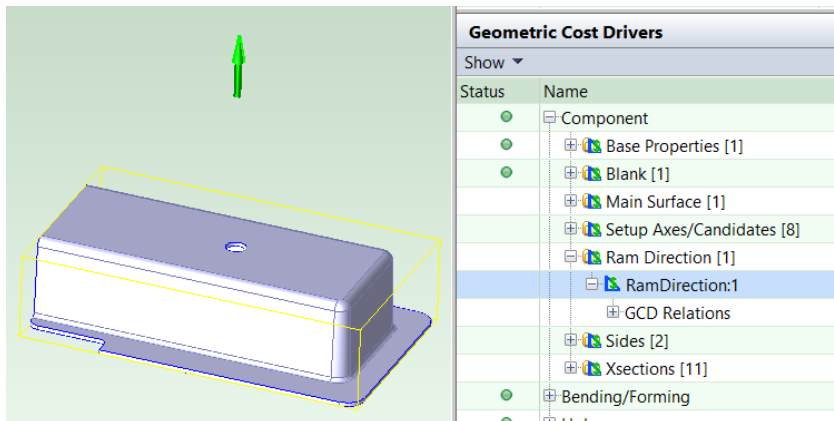 Geometric Cost Drivers
Show
Status Name
Component
Base Properties [1]
Blank [1]
Main Surface [1]
Setup Axes/Candidates [8]
Ram Direction [1]
RamDirection:1
GCD Relations
Sides [2]
Xsections [11]
Bending/Forming